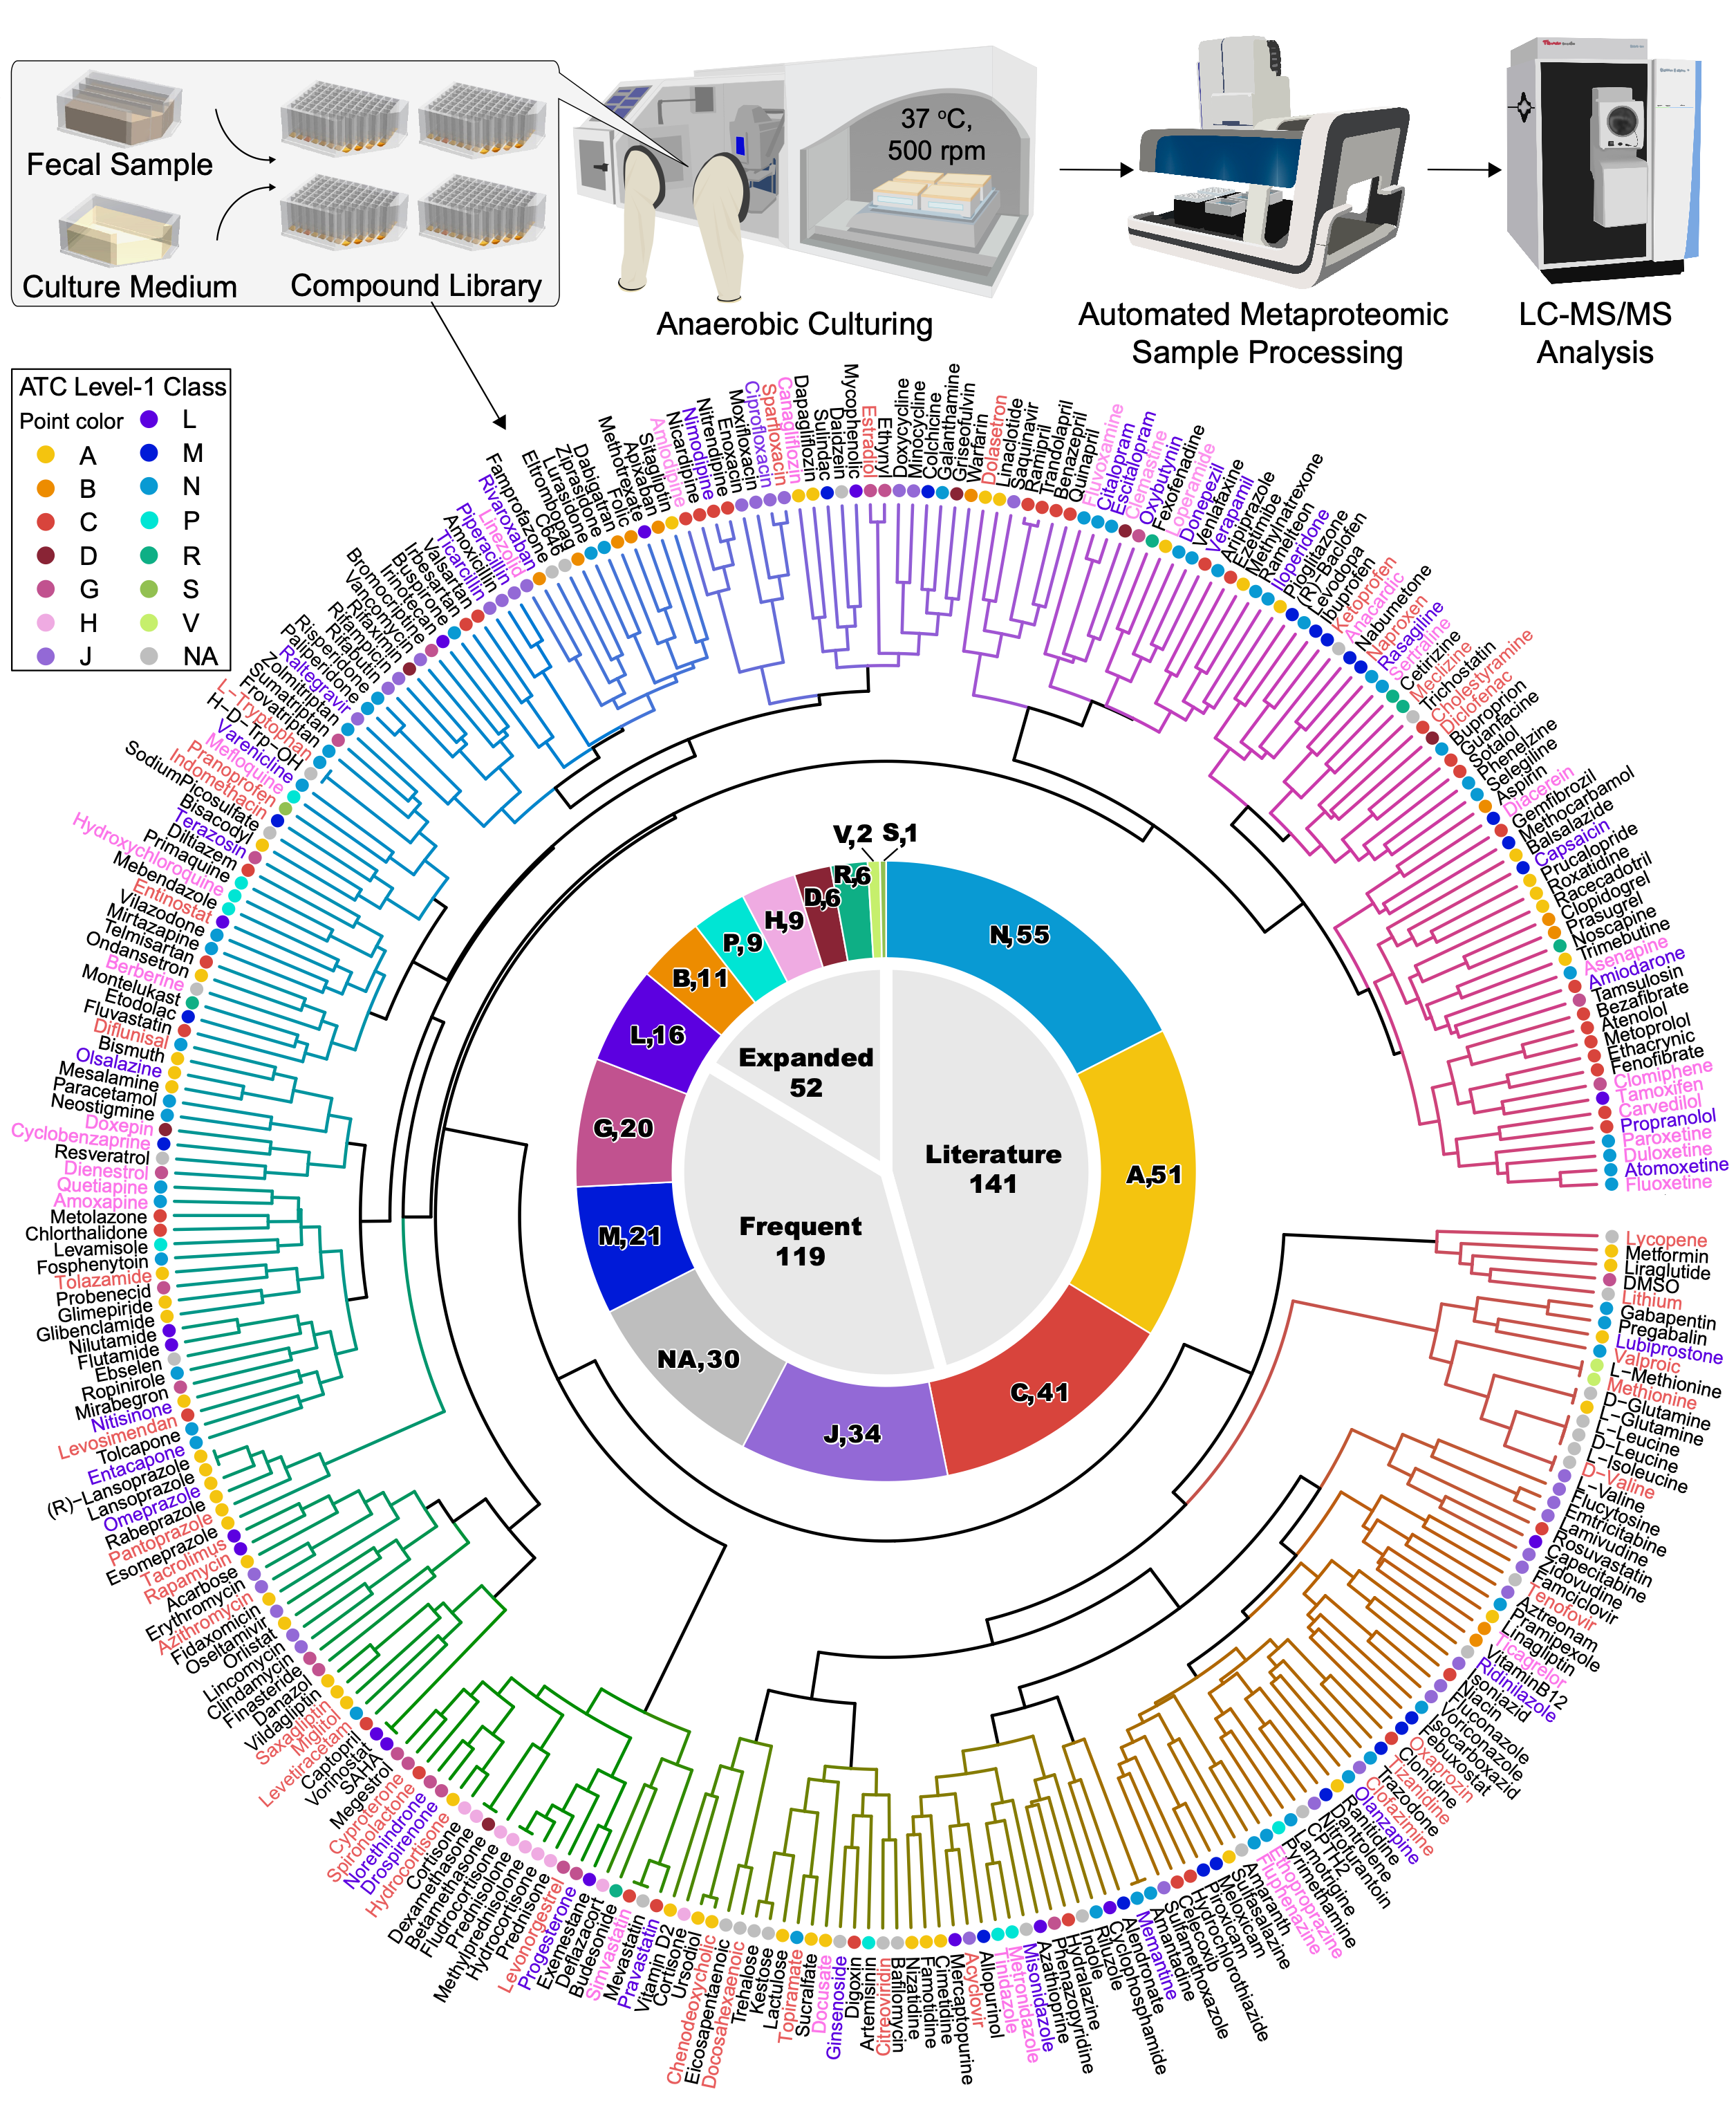 37 °C,
500 rpm
Fecal Sample
Culture Medium
Compound Library
Anaerobic Culturing
Automated Metaproteomic
Sample Processing
LC-MS/MS
Analysis
ATC Level-1 Class
Point color
A
B
C
D
G
H
J
L
M
N
P
R
S
V
NA
V,2
S,1
R,6
D,6
H,9
P,9
B,11
L,16
G,20
M,21
NA,30
J,34
C,41
A,51
N,55
Expanded
52
Literature
141
Frequent
119
Famprofazone
C646
Eltrombopag
Lurasidone
Ziprasidone
Dabigatran
Folic
Methotrexate
Apixaban
Sitagliptin
Amlodipine
Nicardipine
Nimodipine
Nitrendipine
Enoxacin
Moxifloxacin
Ciprofloxacin
Sparfloxacin
Canagliflozin
Dapagliflozin
Sulindac
Daidzein
Mycophenolic
Estradiol
Ethynyl
Doxycycline
Minocycline
Colchicine
Galanthamine
Griseofulvin
Warfarin
Dolasetron
Linaclotide
Saquinavir
Ramipril
Trandolapril
Benazepril
Quinapril
Fluvoxamine
Citalopram
Escitalopram
Clemastine
Oxybutynin
Fexofenadine
Loperamide
Donepezil
Venlafaxine
Verapamil
Aripiprazole
Ezetimibe
Methylnatrexone
Ramelteon
Iloperidone
Pioglitazone
(R)-Baclofen
Levodopa
Ibuprofen
Ketoprofen
Anacardic
Nabumetone
Naproxen
Rasagiline
Sertraline
Cetirizine
Meclizine
Trichostatin
Cholestyramine
Diclofenac
Bupropion
Guanfacine
Sotalol
Phenelzine
Selegiline
Aspirin
Diacerein
Gemfibrozil
Methocarbamol
Balsalazide
Capsaicin
Prucalopride
Roxatidine
Racecadotril
Clopidogrel
Prasugrel
Noscapine
Trimebutine
Asenapine
Amiodarone
Tamsulosin
Bezafibrate
Atenolol
Metoprolol
Ethacrynic
Fenofibrate
Clomiphene
Tamoxifen
Carvedilol
Propranolol
Paroxetine
Duloxetine
Atomoxetine
Fluoxetine
Lycopene
Metformin
Liraglutide
DMSO
Lithium
Gabapentin
Pregabalin
Lubiprostone
Valproic
L-Methionine
Methionine
D-Glutamine
L-Glutamine
L-Leucine
D-Leucine
L-Isoleucine
D-Valine
L-Valine
Flucytosine
Emtricitabine
Lamivudine
Rosuvastatin
Capecitabine
Zidovudine
Famciclovir
Tenofovir
Aztreonam
Pramipexole
Linagliptin
Ticagrelor
VitaminB12
Ridinilazole
Isoniazid
Niacin
Fluconazole
Voriconazole
Isocarboxazid
Febuxostat
Oxaprozin
Clonidine
Tizanidine
Trazodone
Clofazimine
Olanzapine
Ranitidine
Dantrolene
Nitrofurantoin
CPTH2
Lamotrigine
Pyrimethamine
Ethoproprazine
Fluphenazine
Amaranth
Sulfasalazine
Meloxicam
Piroxicam
Hydrochlorothiazide
Celecoxib
Sulfamethoxazole
Amantadine
Memantine
Alendronate
Cyclophosphamide
Riluzole
Indole
Hydralazine
Phenazopyridine
Azathioprine
Misonidazole
Metronidazole
Tinidazole
Allopurinol
Acyclovir
Mercaptopurine
Cimetidine
Famotidine
Nizatidine
Bafilomycin
Citreoviridin
Artemisinin
Digoxin
Ginsenoside
Docusate
Sucralfate
Topiramate
Lactulose
Kestose
Trehalose
Docosahexaenoic
Eicosapentaenoic
Chenodeoxycholic
Ursodiol
Cortisone
Vitamin D2
Pravastatin
Mevastatin
Simvastatin
Budesonide
Deflazacort
Exemestane
Progesterone
Levonorgestrel
Prednisone
Hydrocortisone
Methylprednisolone
Prednisolone
Fludrocortisone
Betamethasone
Dexamethasone
Cortisone
Hydrocortisone
Drospirenone
Norethindrone
Spironolactone
Cyproterone
Megestrol
SAHA
Vorinostat
Captopril
Levetiracetam
Miglitol
Saxagliptin
Vildagliptin
Danazol
Finasteride
Clindamycin
Lincomycin
Orlistat
Oseltamivir
Fidaxomicin
Azithromycin
Erythromycin
Acarbose
Rapamycin
Tacrolimus
Esomeprazole
Pantoprazole
Rabeprazole
Omeprazole
Lansoprazole
(R)-Lansoprazole
Entacapone
Tolcapone
Levosimendan
Nitisinone
Mirabegron
Ropinirole
Ebselen
Flutamide
Nilutamide
Glibenclamide
Glimepiride
Probenecid
Tolazamide
Fosphenytoin
Levamisole
Chlorthalidone
Metolazone
Amoxapine
Quetiapine
Dienestrol
Resveratrol
Cyclobenzaprine
Doxepin
Neostigmine
Paracetamol
Mesalamine
Olsalazine
Bismuth
Diflunisal
Fluvastatin
Etodolac
Montelukast
Berberine
Ondansetron
Telmisartan
Mirtazapine
Vilazodone
Entinostat
Mebendazole
Hydroxychloroquine
Primaquine
Diltiazem
Terazosin
Bisacodyl
SodiumPicosulfate
Indomethacin
Pranoprofen
Mefloquine
Varenicline
H-D-Trp-OH
L-Tryptophan
Frovatriptan
Sumatriptan
Zolmitriptan
Raltegravir
Paliperidone
Risperidone
Rifabutin
Rifampicin
Rifaximin
Vancomycin
Bromocriptine
Irinotecan
Buspirone
Irbesartan
Valsartan
Amoxicillin
Ticarcillin
Piperacillin
Linezolid
Rivaroxaban